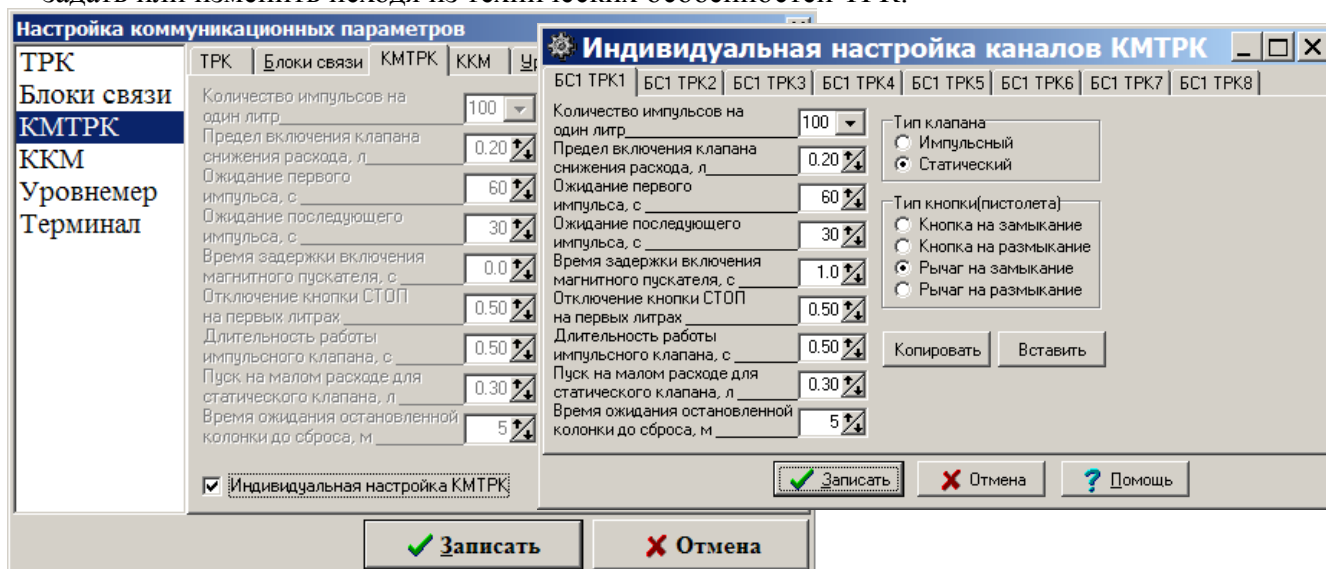 задать или изменить исходя из технических особенностей ТРК.
Настройка коммуникационных параметров
ТРК
Блоки связи
КМТРК
ККМ
Уровнемер
Терминал
ТРК Блоки связи КМТРК ККМ
Количество импульсов на
один литр 100
Предел включения клапана
снижения расхода, л 0.20
Ожидание первого
импульса, с 60
Ожидание последующего
импульса, с 30
Время задержки включения
магнитного пускателя, с 0.0
Отключение кнопки СТОП
на первых литрах 0.50
Длительность работы
импульсного клапана, с 0.50
Пуск на малом расходе для
статического клапана, л 0.30
Время ожидания остановленной
колонки до сброса, м 5
Индивидуальная настройка КМТРК
Записать Отмена
Индивидуальная настройка каналов КМТРК
БС1 ТРК1 БС1 ТРК2 БС1 ТРК3 БС1 ТРК4 БС1 ТРК5 БС1 ТРК6 БС1 ТРК7 БС1 ТРК8
Количество импульсов на
один литр 100
Предел включения клапана
снижения расхода, л 0.20
Ожидание первого
импульса, с 60
Ожидание последующего
импульса, с 30
Время задержки включения
магнитного пускателя, с 1.0
Отключение кнопки СТОП
на первых литрах 0.50
Длительность работы
импульсного клапана, с 0.50
Пуск на малом расходе для
статического клапана, л 0.30
Время ожидания остановленной
колонки до сброса, м 5
Тип клапана
Импульсный
Статический
Тип кнопки(пистолета)
Кнопка на замыкание
Кнопка на размыкание
Рычаг на замыкание
Рычаг на размыкание
Копировать Вставить
Записать Отмена Помощь